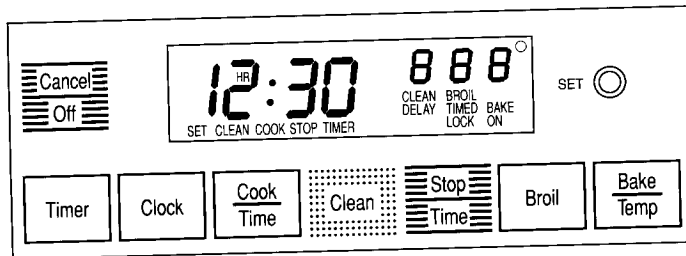 Cancel
Off
HR
12:30
SET CLEAN COOK STOP TIMER
888°
CLEAN BROIL
DELAY TIMED BAKE
LOCK ON
SET
Timer
Clock
Cook
Time
Clean
Stop
Time
Broil
Bake
Temp